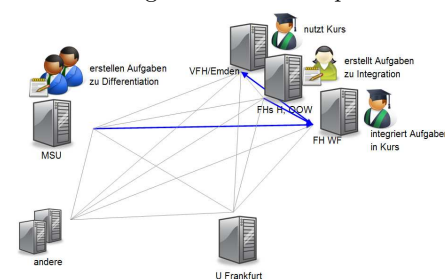 nutzt Kurs
erstellen Aufgaben
zu Differentiation
VFH/Emden
erstellt Aufgaben
zu Integration
FHs H, OOW
MSU
FH WF
integriert Aufgaben
in Kurs
andere
U Frankfurt